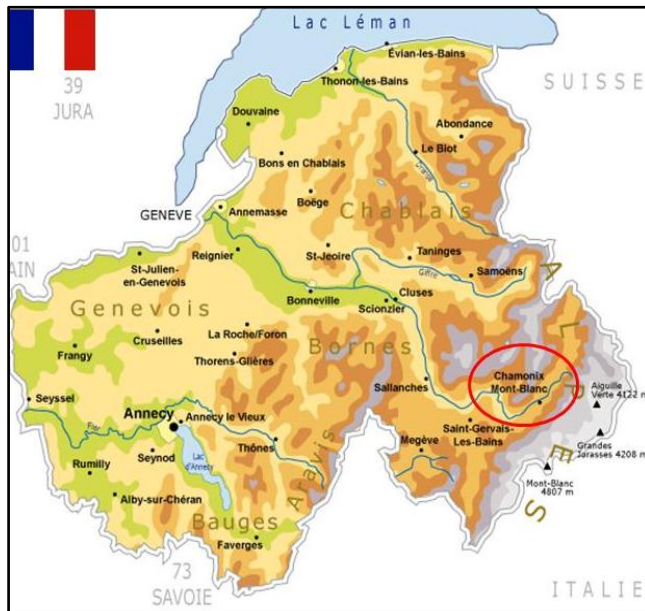 Lac Léman
Évian-les-Bains
Thonon-les-Bains
39
JURA
SUISSE
Douvaine
Abondance
Le Biot
Bons en Chablais
Drance
Boëge
Chablais
GENEVE
Annemasse
01
AIN
Reignier
St-Jeoire
Taninges
St-Julien-
en-Genevois
Samoëns
Giffre
Genevois
Bonneville
Cluses
Scionzier
ALPES
Cruseilles
La Roche/Foron
Bornes
Frangy
Thorens-Glières
Chamonix
Mont-Blanc
Sallanches
Aiguille
Verte 4122 m
Seyssel
Annecy
Annecy le Vieux
Fier
Saint-Gervais-
Les-Bains
Thônes
Megève
Grandes
Jorasses 4208 m
Seynod
Lac
d'Annecy
Aravis
Rumilly
Mont-Blanc
4807 m
Alby-sur-Chéran
Bauges
Faverges
73
SAVOIE
ITALIE